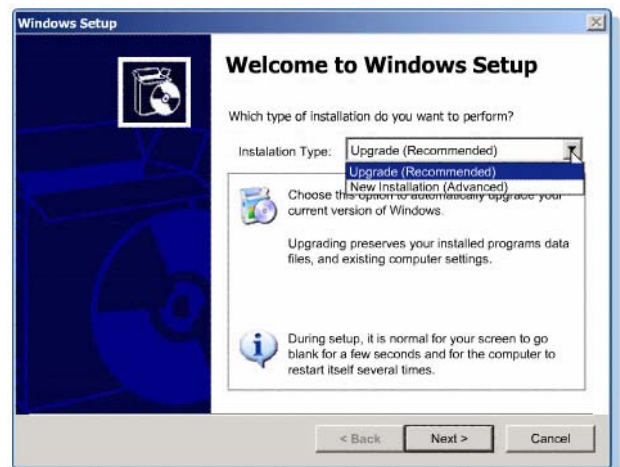 Windows Setup
Welcome to Windows Setup
Which type of installation do you want to perform?
Instalation Type: Upgrade (Recommended)
Upgrade (Recommended)
New Installation (Advanced)
Choose this option to automatically upgrade your
current version of Windows.
Upgrading preserves your installed programs data
files, and existing computer settings.
During setup, it is normal for your screen to go
blank for a few seconds and for the computer to
restart itself several times.
< Back Next > Cancel